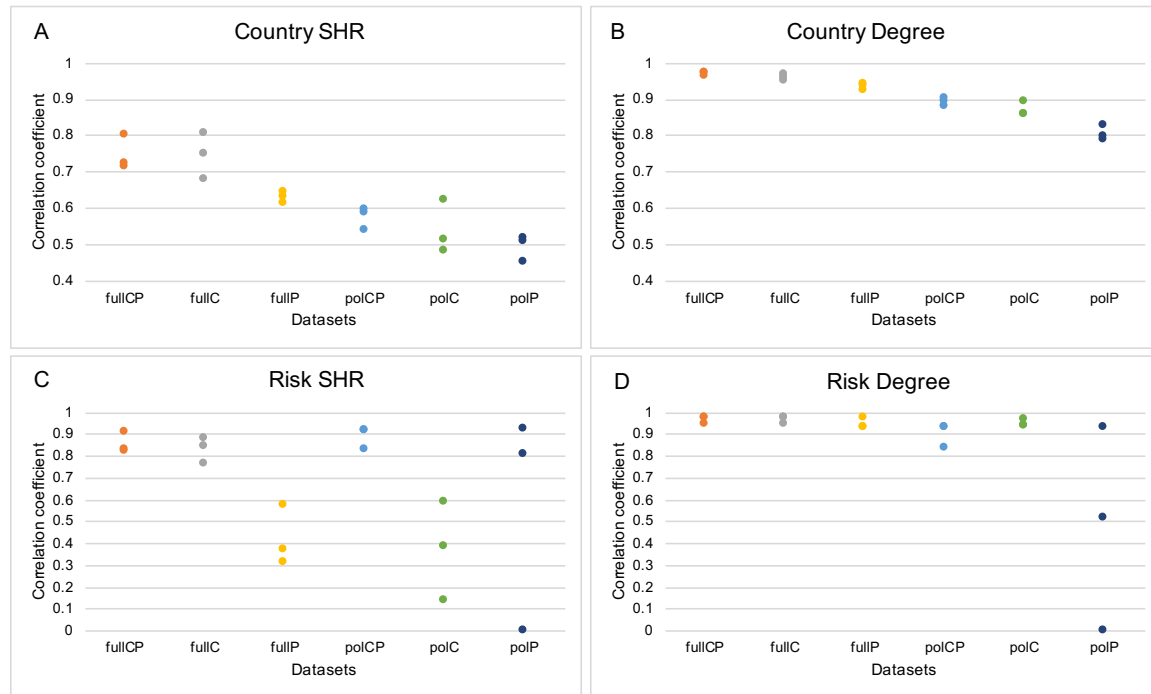 A Country SHR
Correlation coefficient
1
0.9
0.8
0.7
0.6
0.5
0.4
fullCP fullC fullP polCP polC polP
Datasets
B Country Degree
Correlation coefficient
1
0.9
0.8
0.7
0.6
0.5
0.4
fullCP fullC fullP polCP polC polP
Datasets
C Risk SHR
Correlation coefficient
1
0.9
0.8
0.7
0.6
0.5
0.4
0.3
0.2
0.1
0
fullCP fullC fullP polCP polC polP
Datasets
D Risk Degree
Correlation coefficient
1
0.9
0.8
0.7
0.6
0.5
0.4
0.3
0.2
0.1
0
fullCP fullC fullP polCP polC polP
Datasets